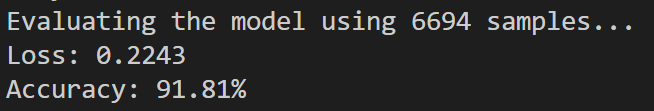 Evaluating the model using 6694 samples...
Loss: 0.2243
Accuracy: 91.81%